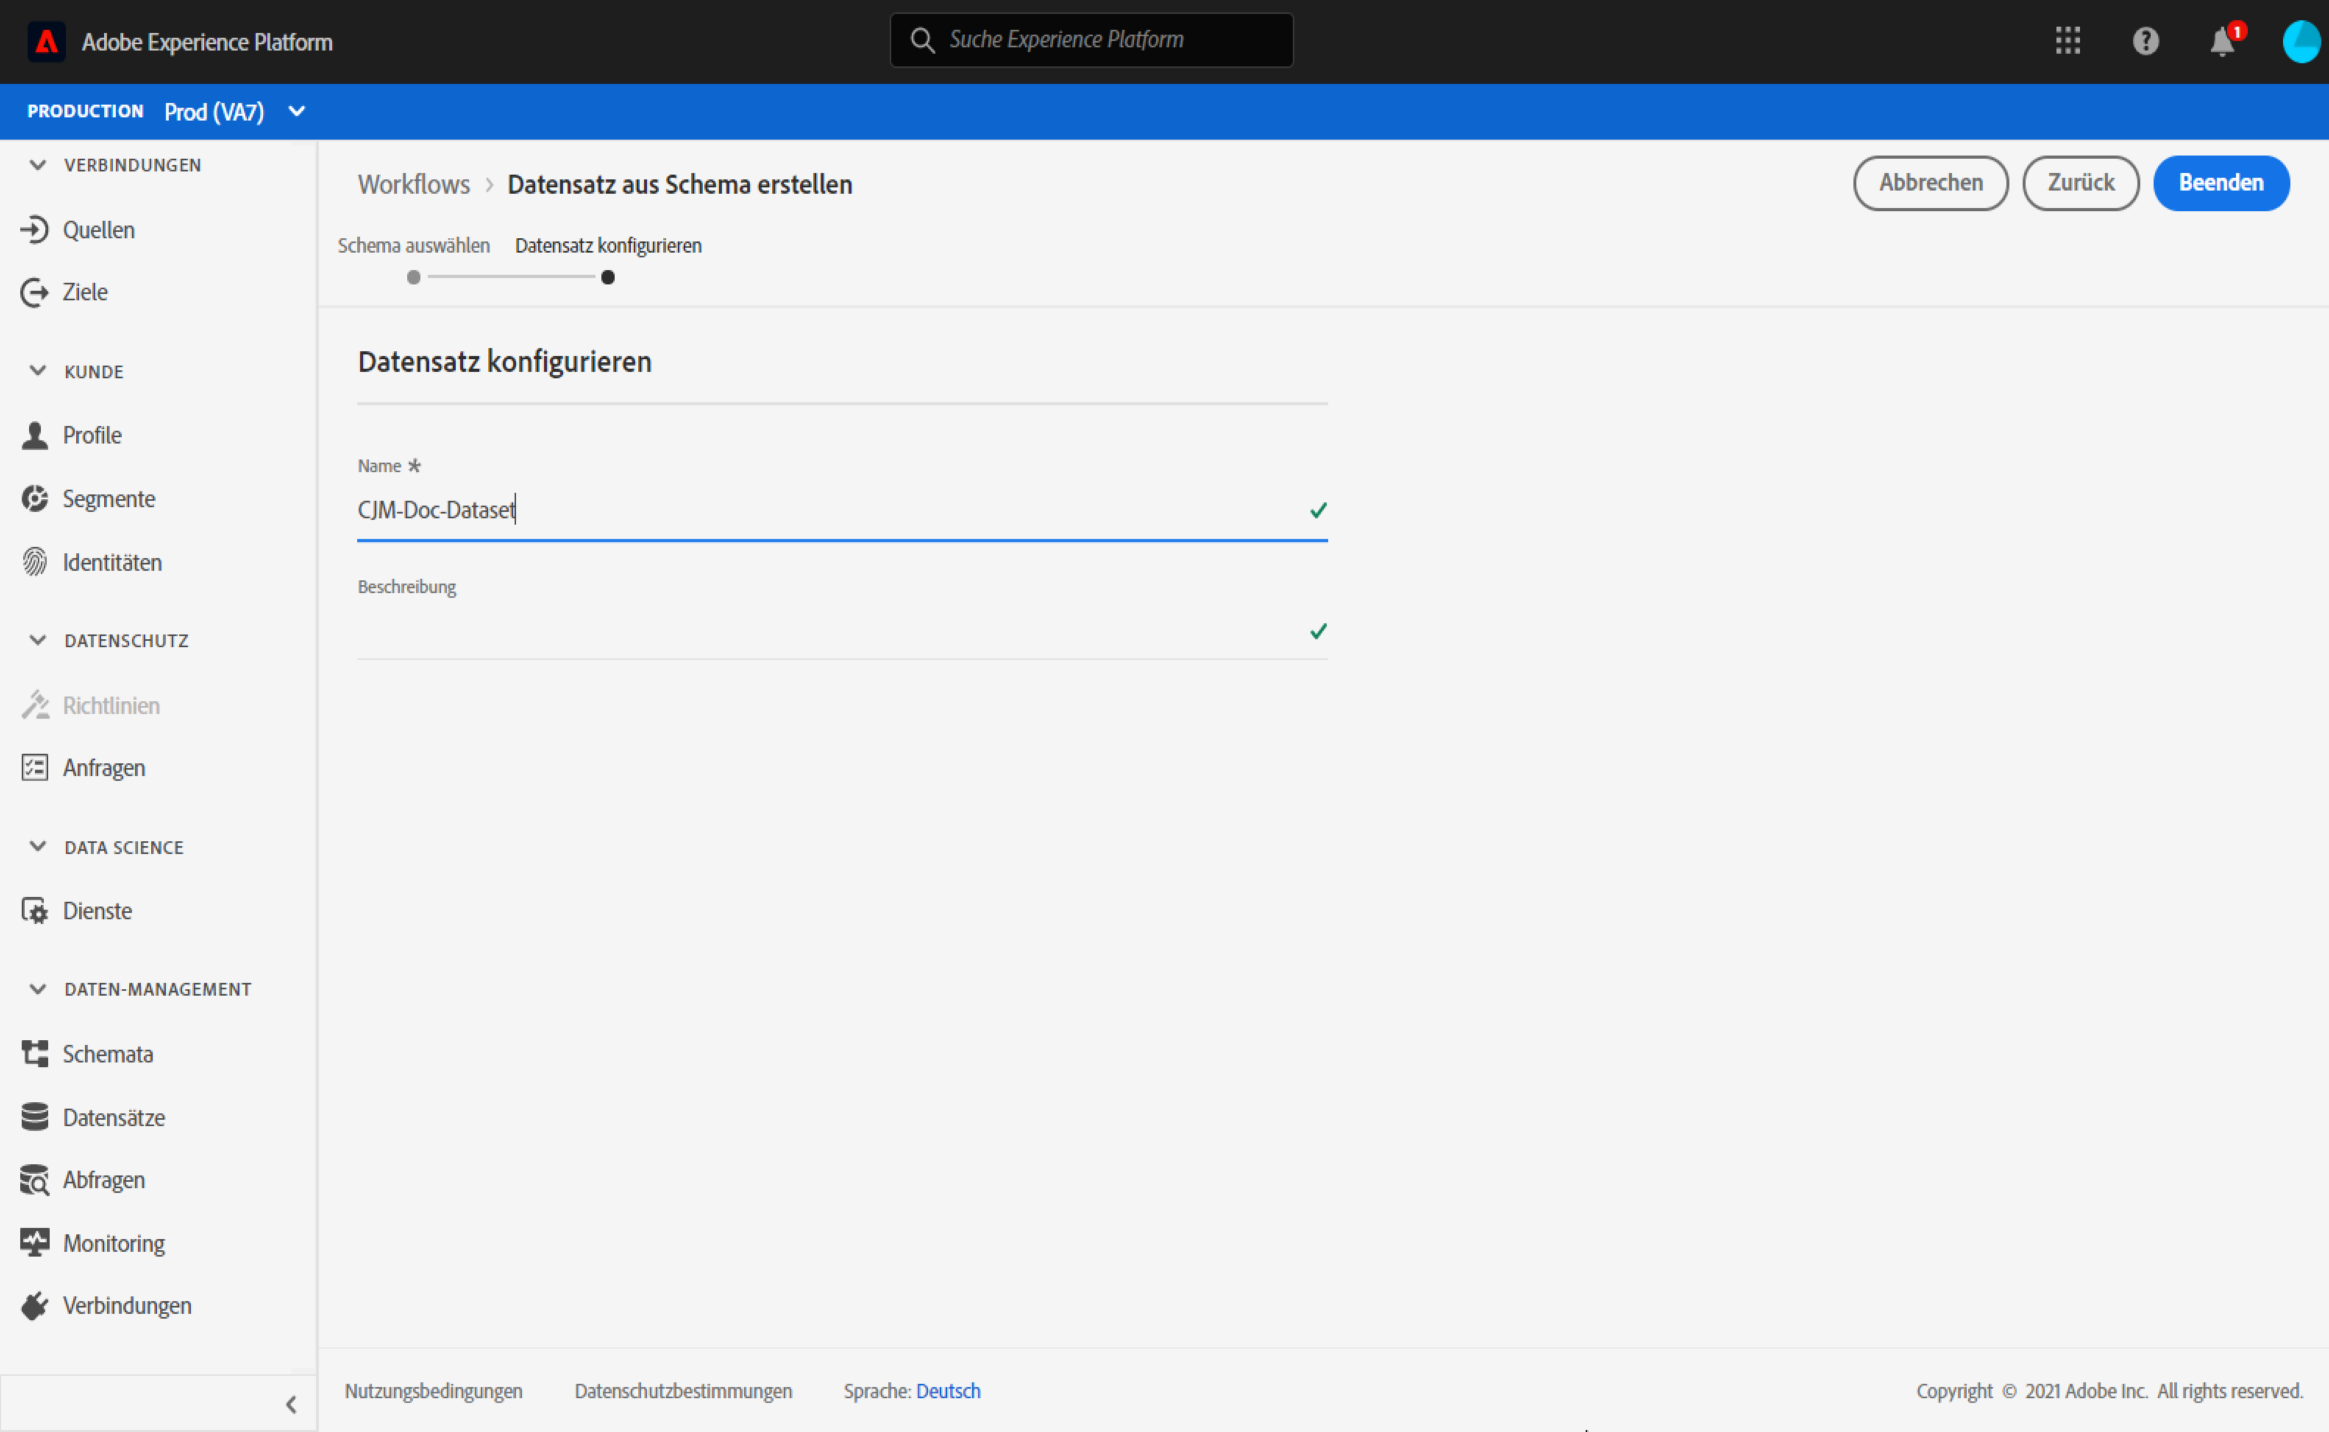 Adobe Experience Platform
Suche Experience Platform
1
PRODUCTION Prod (VA7)
VERBINDUNGEN
Quellen
Ziele
KUNDE
Profile
Segmente
Identitäten
DATENSCHUTZ
Richtlinien
Anfragen
DATA SCIENCE
Dienste
DATEN-MANAGEMENT
Schemata
Datensätze
Abfragen
Monitoring
Verbindungen
Workflows › Datensatz aus Schema erstellen
Abbrechen
Zurück
Beenden
Schema auswählen Datensatz konfigurieren
Datensatz konfigurieren
Name *
CJM-Doc-Dataset
Beschreibung
Nutzungsbedingungen Datenschutzbestimmungen Sprache: Deutsch
Copyright © 2021 Adobe Inc. All rights reserved.